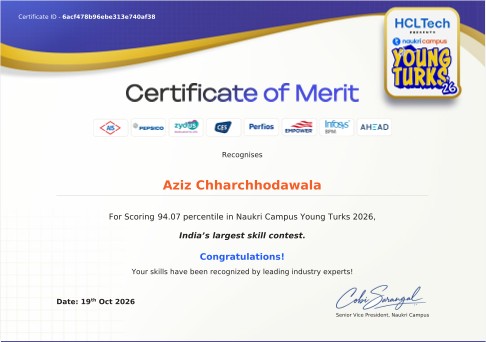 Certificate ID - 6acf478b96ebe313e740af38
HCLTech
PRESENTS
naukri campus
YOUNG
TURKS 26
Certificate of Merit
AIS PEPSICO zydus CES Perfios EMPOWER Infosys BPM AHEAD
Recognises
Aziz Chharchhodawala
For Scoring 94.07 percentile in Naukri Campus Young Turks 2026,
India's largest skill contest.
Congratulations!
Your skills have been recognized by leading industry experts!
Date: 19th Oct 2026
Senior Vice President, Naukri Campus